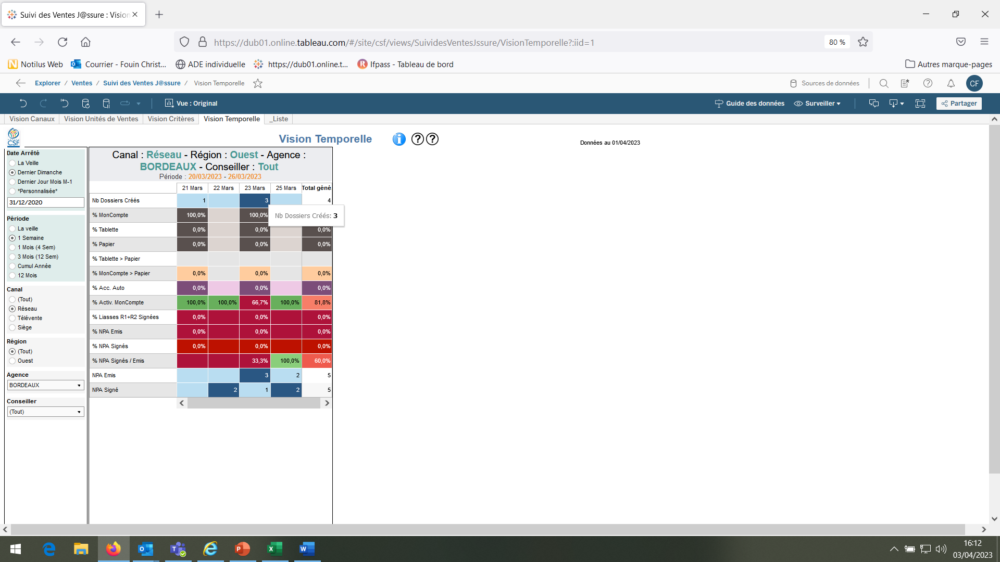 Suivi des Ventes J@ssure : Vision
https://dub01.online.tableau.com/#/site/csf/views/SuividesVentesJssure/VisionTemporelle?:iid=1
80 %
Notilus Web
Courrier - Fouin Christ...
ADE individuelle
https://dub01.online.t...
Ifpass - Tableau de bord
Autres marque-pages
Explorer / Ventes / Suivi des Ventes J@ssure / Vision Temporelle
Sources de données
CF
Vue : Original
Guide des données
Surveiller
Partager
Vision Canaux
Vision Unités de Ventes
Vision Critères
Vision Temporelle
_Liste
CSF
Vision Temporelle
i ? ?
Données au 01/04/2023
Date Arrêté
La Veille
Dernier Dimanche
Dernier Jour Mois M-1
*Personnalisée*
31/12/2020
Période
La veille
1 Semaine
1 Mois (4 Sem)
3 Mois (12 Sem)
Cumul Année
12 Mois
Canal
(Tout)
Réseau
Télévente
Siège
Région
(Tout)
Ouest
Agence
BORDEAUX
Conseiller
(Tout)
Canal : Réseau - Région : Ouest - Agence :
BORDEAUX - Conseiller : Tout
Période : 20/03/2023 - 26/03/2023
21 Mars 22 Mars 23 Mars 25 Mars Total géné
Nb Dossiers Créés 1 3 4
% MonCompte 100,0% 100,0%
Nb Dossiers Créés: 3
% Tablette 0,0% 0,0% 0,0%
% Papier 0,0% 0,0% 0,0%
% Tablette > Papier
% MonCompte > Papier 0,0% 0,0% 0,0%
% Acc. Auto 0,0% 0,0% 0,0%
% Activ. MonCompte 100,0% 100,0% 66,7% 100,0% 81,8%
% Liasses R1+R2 Signées 0,0% 0,0% 0,0%
% NPA Emis 0,0% 0,0% 0,0%
% NPA Signés 0,0% 0,0% 0,0%
% NPA Signés / Emis 33,3% 100,0% 60,0%
NPA Emis 3 2 5
NPA Signé 2 1 2 5
16:12
03/04/2023